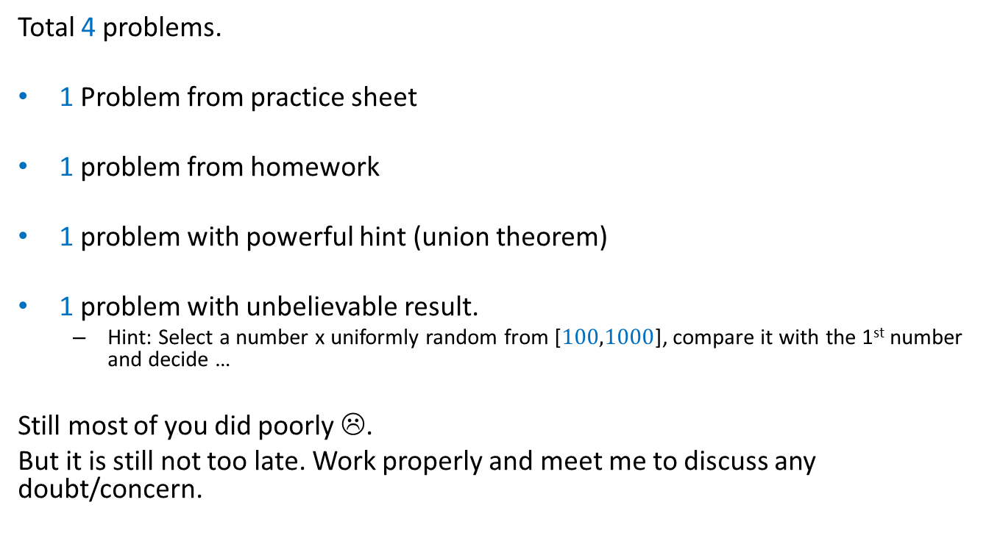 Total 4 problems.
• 1 Problem from practice sheet
• 1 problem from homework
• 1 problem with powerful hint (union theorem)
• 1 problem with unbelievable result.
– Hint: Select a number x uniformly random from [100,1000], compare it with the 1st number
and decide ...
Still most of you did poorly ☹.
But it is still not too late. Work properly and meet me to discuss any
doubt/concern.